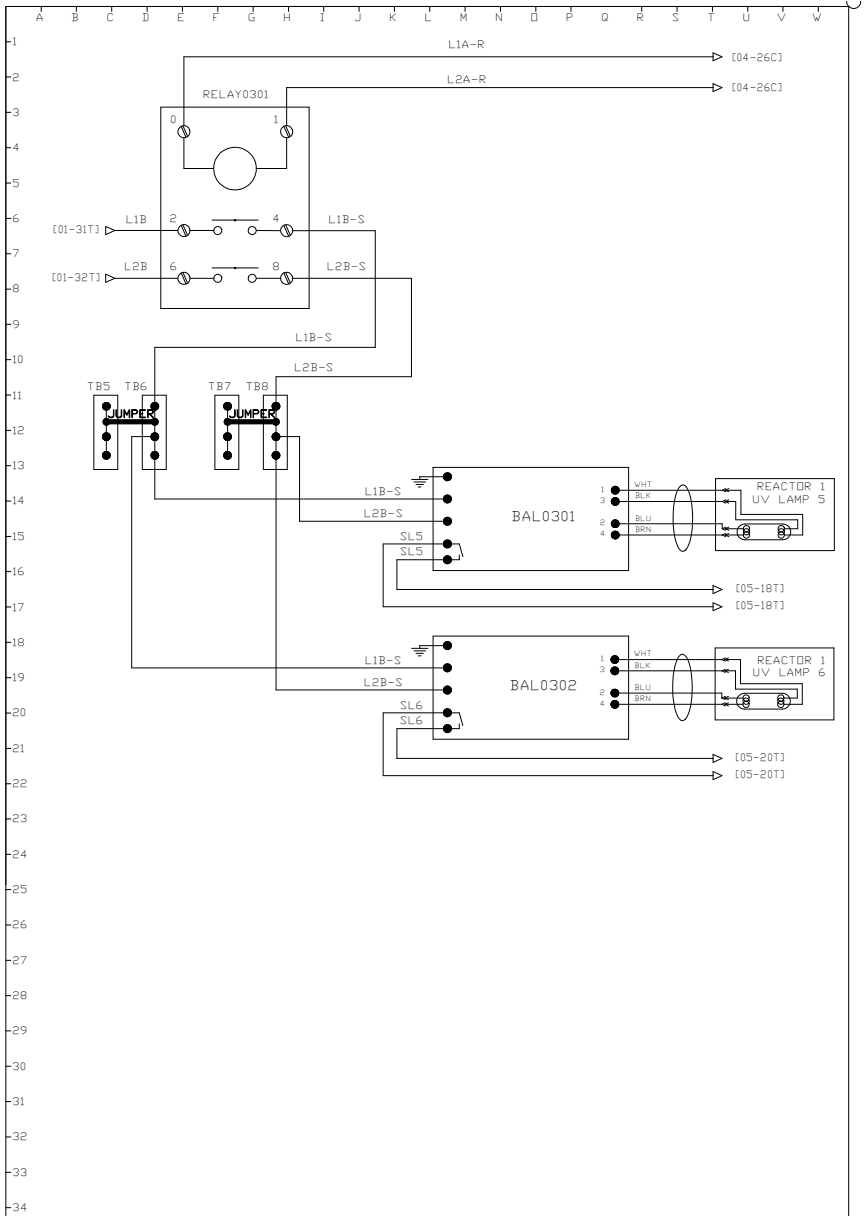 A B C D E F G H I J K L M N O P Q R S T U V W
1
L1A-R
[04-26C]
2
L2A-R
[04-26C]
RELAY0301
3
0 1
4
5
6
L1B 2 4 L1B-S
[01-31T]
7
L2B 6 8 L2B-S
[01-32T]
8
9
L1B-S
10
L2B-S
TB5 TB6 TB7 TB8
11
JUMPER JUMPER
12
13
1 WHT REACTOR 1
14
L1B-S 3 BLK UV LAMP 5
L2B-S BAL0301
2 BLU
15
SL5 4 BRN
SL5
16
[05-18T]
17
[05-18T]
18
1 WHT REACTOR 1
L1B-S 3 BLK UV LAMP 6
19
L2B-S BAL0302
2 BLU
SL6 4 BRN
20
SL6
21
[05-20T]
[05-20T]
22
23
24
25
26
27
28
29
30
31
32
33
34